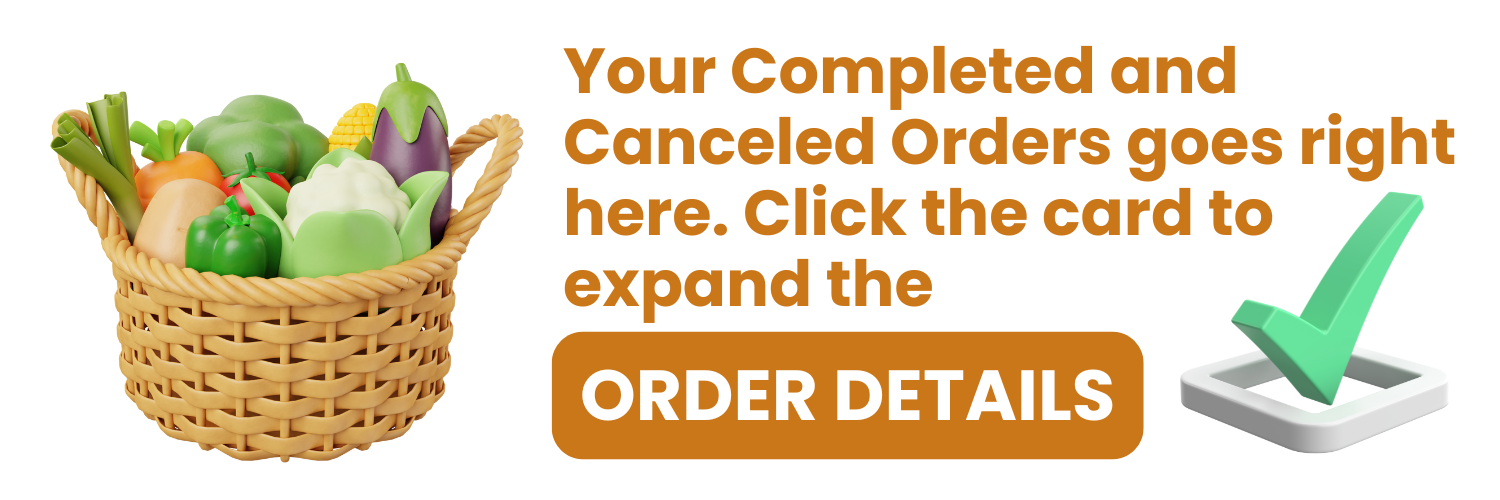 Your Completed and
Canceled Orders goes right
here. Click the card to
expand the
ORDER DETAILS